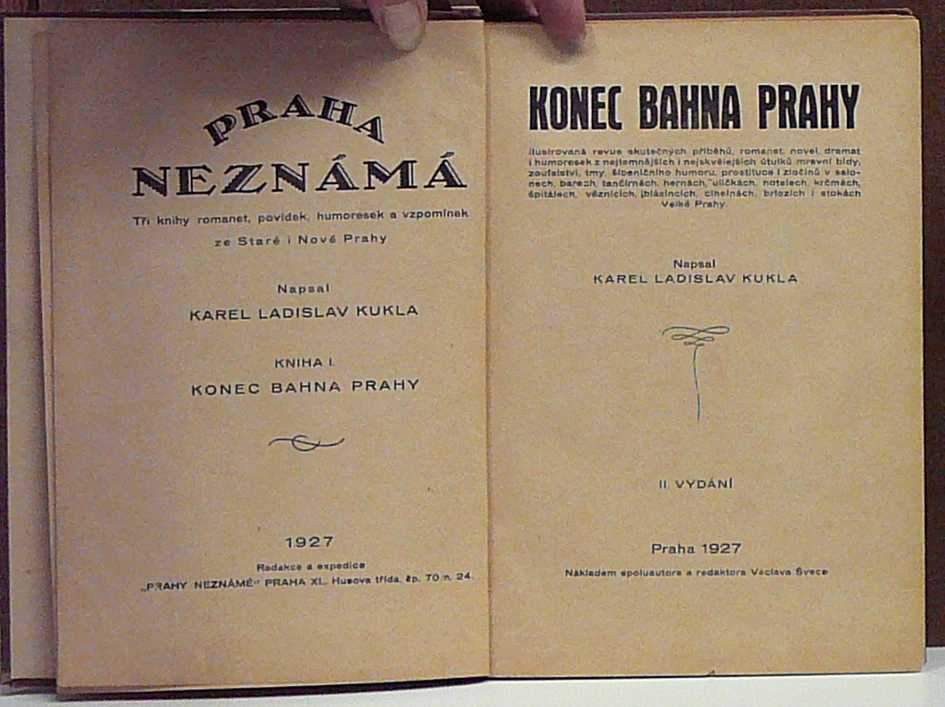 PRAHA
NEZNÁMÁ
Tři knihy romanet, povídek, humoresek a vzpomínek
ze Staré i Nové Prahy
Napsal
KAREL LADISLAV KUKLA
KNIHA I.
KONEC BAHNA PRAHY
1927
Redakce a expedice
„PRAHY NEZNÁMÉ“ PRAHA XI., Husova třída, čp. 70 n. 24.
KONEC BAHNA PRAHY
Ilustrovaná revue skutečných příběhů, romanet, novel, dramat
i humoresek z nejtemnějších i nejskvělejších útulků mravní bídy,
zoufalství, tmy, šibeničního humoru, prostituce i zločinů v salo-
nech, barech, tančírnách, hernách, uličkách, hotelech, krčmách,
špitálech, věznicích, blázincích, cihelnách, brlozích i stokách
Velké Prahy.
Napsal
KAREL LADISLAV KUKLA
II. VYDÁNÍ
Praha 1927
Nákladem spoluautora a redaktora Václava Švece